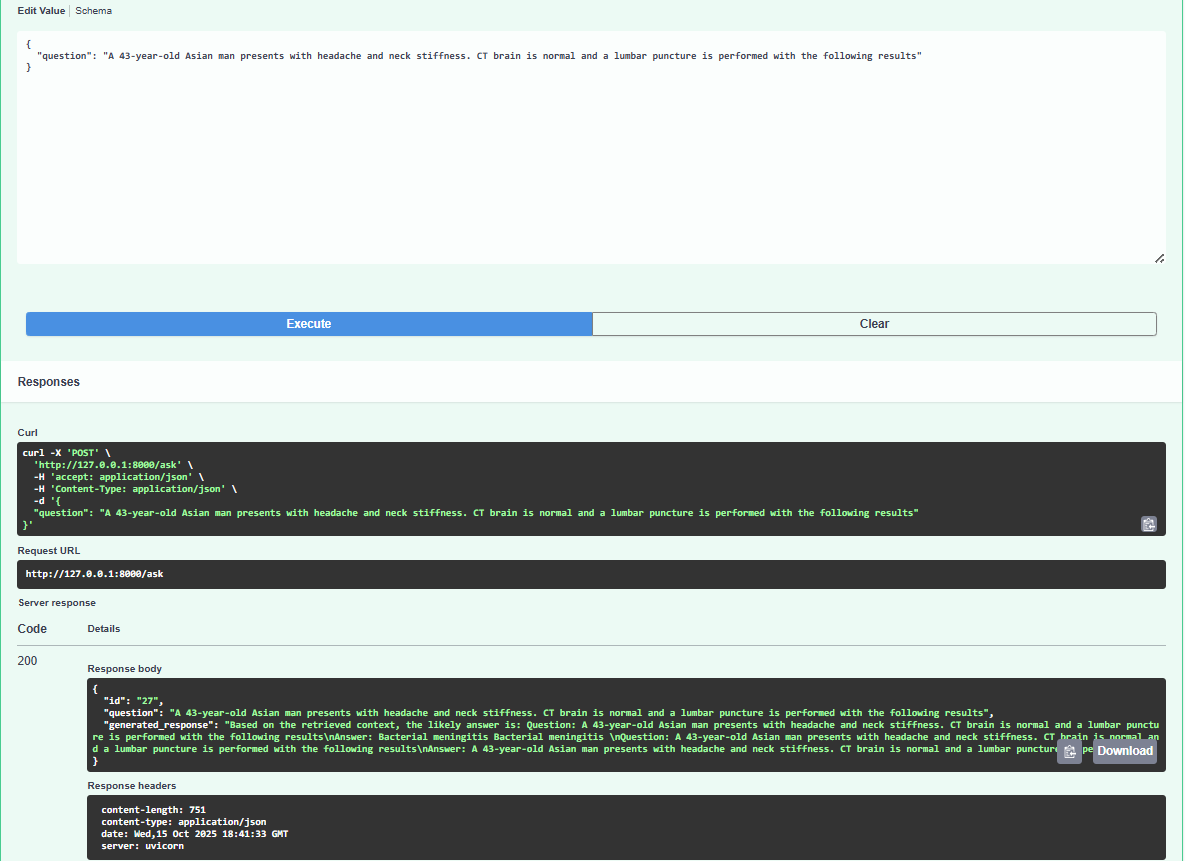 Edit Value | Schema
{
  "question": "A 43-year-old Asian man presents with headache and neck stiffness. CT brain is normal and a lumbar puncture is performed with the following results"
}
Execute
Clear
Responses
Curl
curl -X 'POST' \
  'http://127.0.0.1:8000/ask' \
  -H 'accept: application/json' \
  -H 'Content-Type: application/json' \
  -d '{
  "question": "A 43-year-old Asian man presents with headache and neck stiffness. CT brain is normal and a lumbar puncture is performed with the following results"
}'
Request URL
http://127.0.0.1:8000/ask
Server response
Code Details
200
Response body
{
  "id": "27",
  "question": "A 43-year-old Asian man presents with headache and neck stiffness. CT brain is normal and a lumbar puncture is performed with the following results",
  "generated_response": "Based on the retrieved context, the likely answer is: Question: A 43-year-old Asian man presents with headache and neck stiffness. CT brain is normal and a lumbar punctu
re is performed with the following results\nAnswer: Bacterial meningitis Bacterial meningitis \nQuestion: A 43-year-old Asian man presents with headache and neck stiffness. CT brain is normal an
d a lumbar puncture is performed with the following results\nAnswer: A 43-year-old Asian man presents with headache and neck stiffness. CT brain is normal and a lumbar puncture
}
Download
Response headers
content-length: 751
content-type: application/json
date: Wed,15 Oct 2025 18:41:33 GMT
server: uvicorn